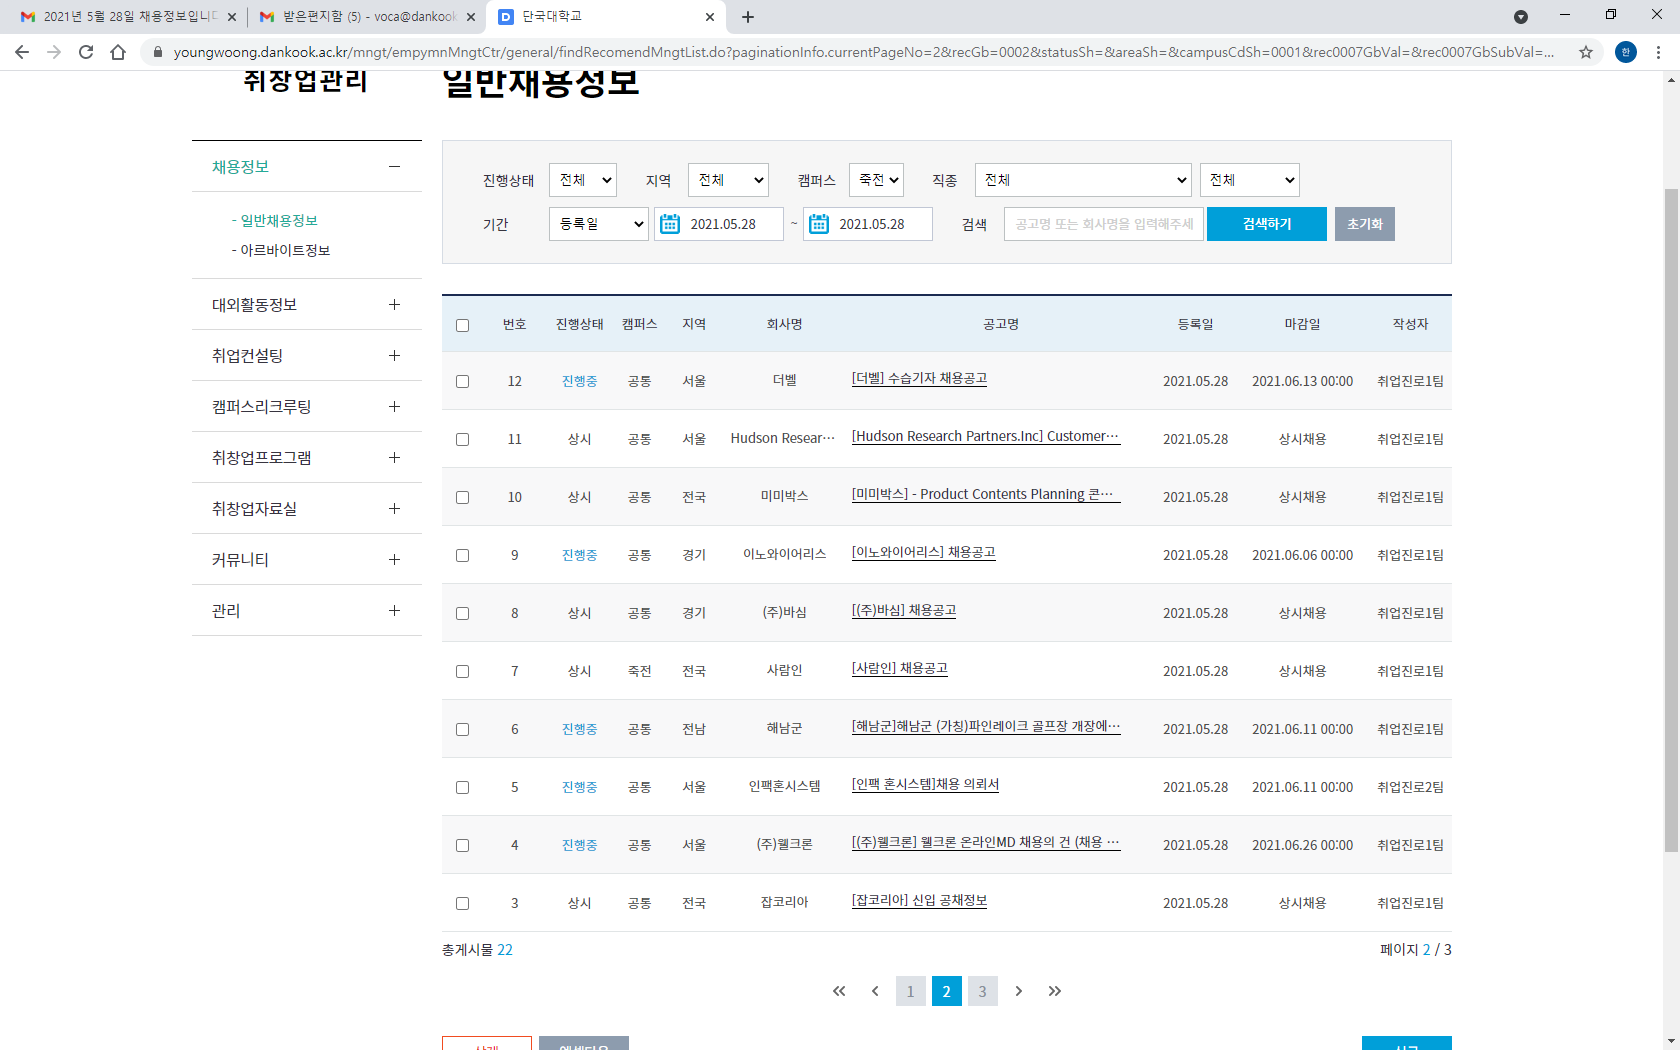 2021년 5월 28일 채용정보입니다
받은편지함 (5) - voca@dankook
단국대학교
youngwoong.dankook.ac.kr/mngt/empymnMngtCtr/general/findRecomendMngtList.do?paginationInfo.currentPageNo=2&recGb=0002&statusSh=&areaSh=&campusCdSh=0001&rec0007GbVal=&rec0007GbSubVal=...
한
취창업관리
일반채용정보
채용정보
- 일반채용정보
- 아르바이트정보
대외활동정보
취업컨설팅
캠퍼스리크루팅
취창업프로그램
취창업자료실
커뮤니티
관리
진행상태 전체 지역 전체 캠퍼스 죽전 직종 전체 전체
기간 등록일 2021.05.28 ~ 2021.05.28 검색 공고명 또는 회사명을 입력해주세 검색하기 초기화
번호 진행상태 캠퍼스 지역 회사명 공고명 등록일 마감일 작성자
12 진행중 공통 서울 더벨 [더벨] 수습기자 채용공고 2021.05.28 2021.06.13 00:00 취업진로1팀
11 상시 공통 서울 Hudson Resear··· [Hudson Research Partners.Inc] Customer··· 2021.05.28 상시채용 취업진로1팀
10 상시 공통 전국 미미박스 [미미박스] - Product Contents Planning 콘··· 2021.05.28 상시채용 취업진로1팀
9 진행중 공통 경기 이노와이어리스 [이노와이어리스] 채용공고 2021.05.28 2021.06.06 00:00 취업진로1팀
8 상시 공통 경기 (주)바심 [(주)바심] 채용공고 2021.05.28 상시채용 취업진로1팀
7 상시 죽전 전국 사람인 [사람인] 채용공고 2021.05.28 상시채용 취업진로1팀
6 진행중 공통 전남 해남군 [해남군]해남군 (가칭)파인레이크 골프장 개장에··· 2021.05.28 2021.06.11 00:00 취업진로1팀
5 진행중 공통 서울 인팩혼시스템 [인팩 혼시스템]채용 의뢰서 2021.05.28 2021.06.11 00:00 취업진로2팀
4 진행중 공통 서울 (주)웰크론 [(주)웰크론] 웰크론 온라인MD 채용의 건 (채용 ··· 2021.05.28 2021.06.26 00:00 취업진로1팀
3 상시 공통 전국 잡코리아 [잡코리아] 신입 공채정보 2021.05.28 상시채용 취업진로1팀
총게시물 22
페이지 2 / 3
1 2 3